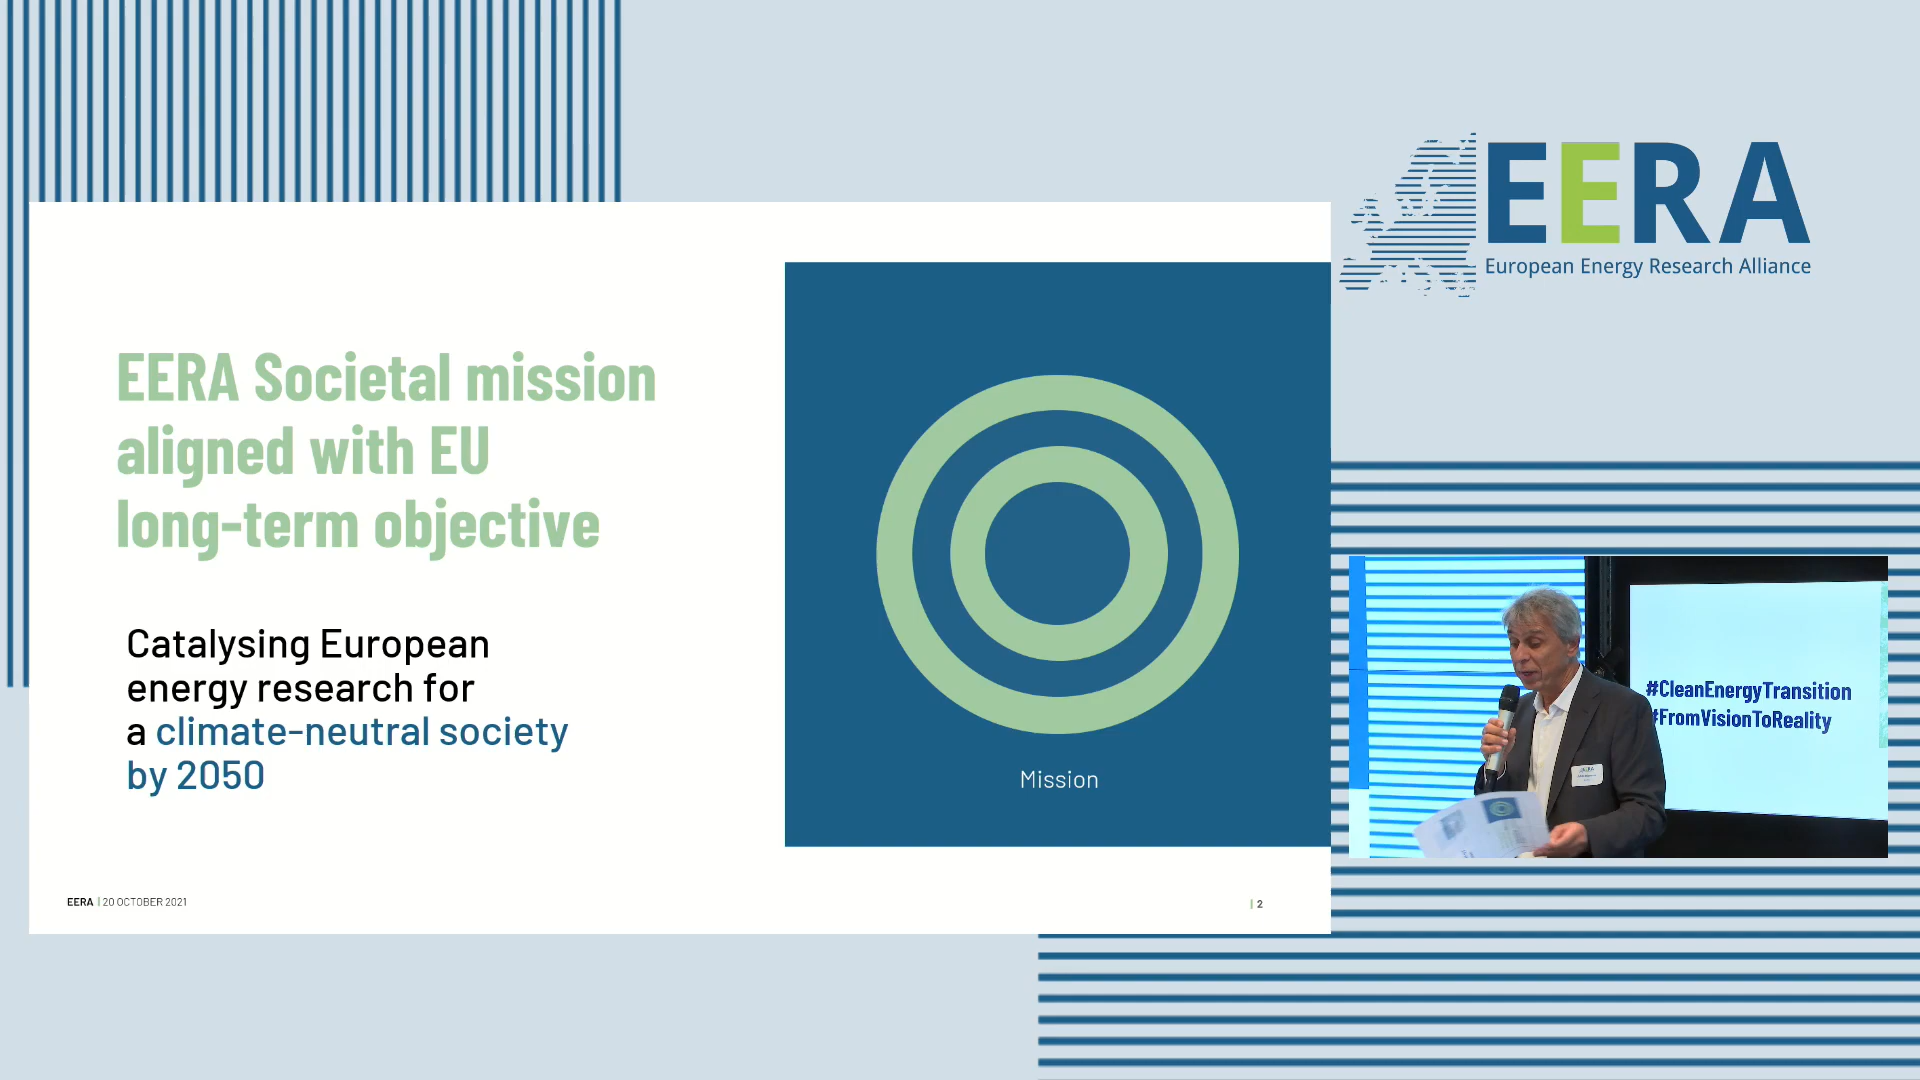 EERA
European Energy Research Alliance
EERA Societal mission
aligned with EU
long-term objective
Catalysing European
energy research for
a climate-neutral society
by 2050
Mission
#CleanEnergyTransition
#FromVisionToReality
EERA | 20 OCTOBER 2021
| 2